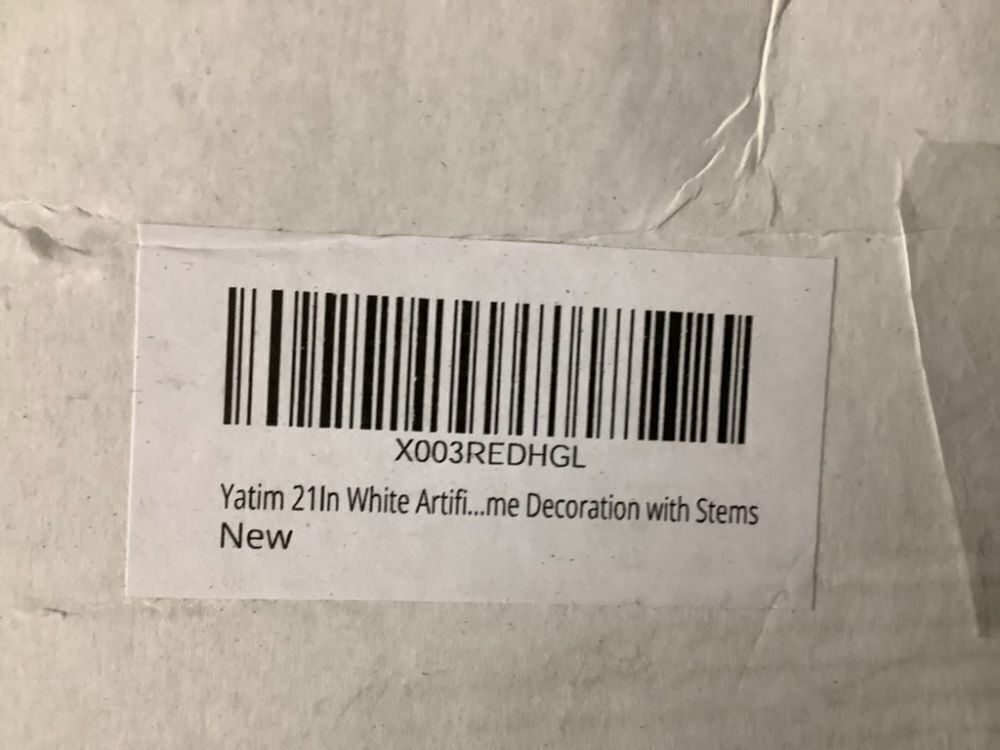 X003REDHGL
Yatim 21In White Artifi...me Decoration with Stems
New